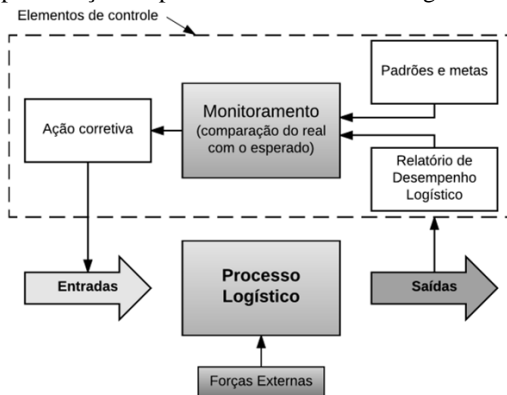 Elementos de controle
Padrões e metas
Monitoramento
(comparação do real
com o esperado)
Ação corretiva
Relatório de
Desempenho
Logístico
Entradas
Processo
Logístico
Saídas
Forças Externas